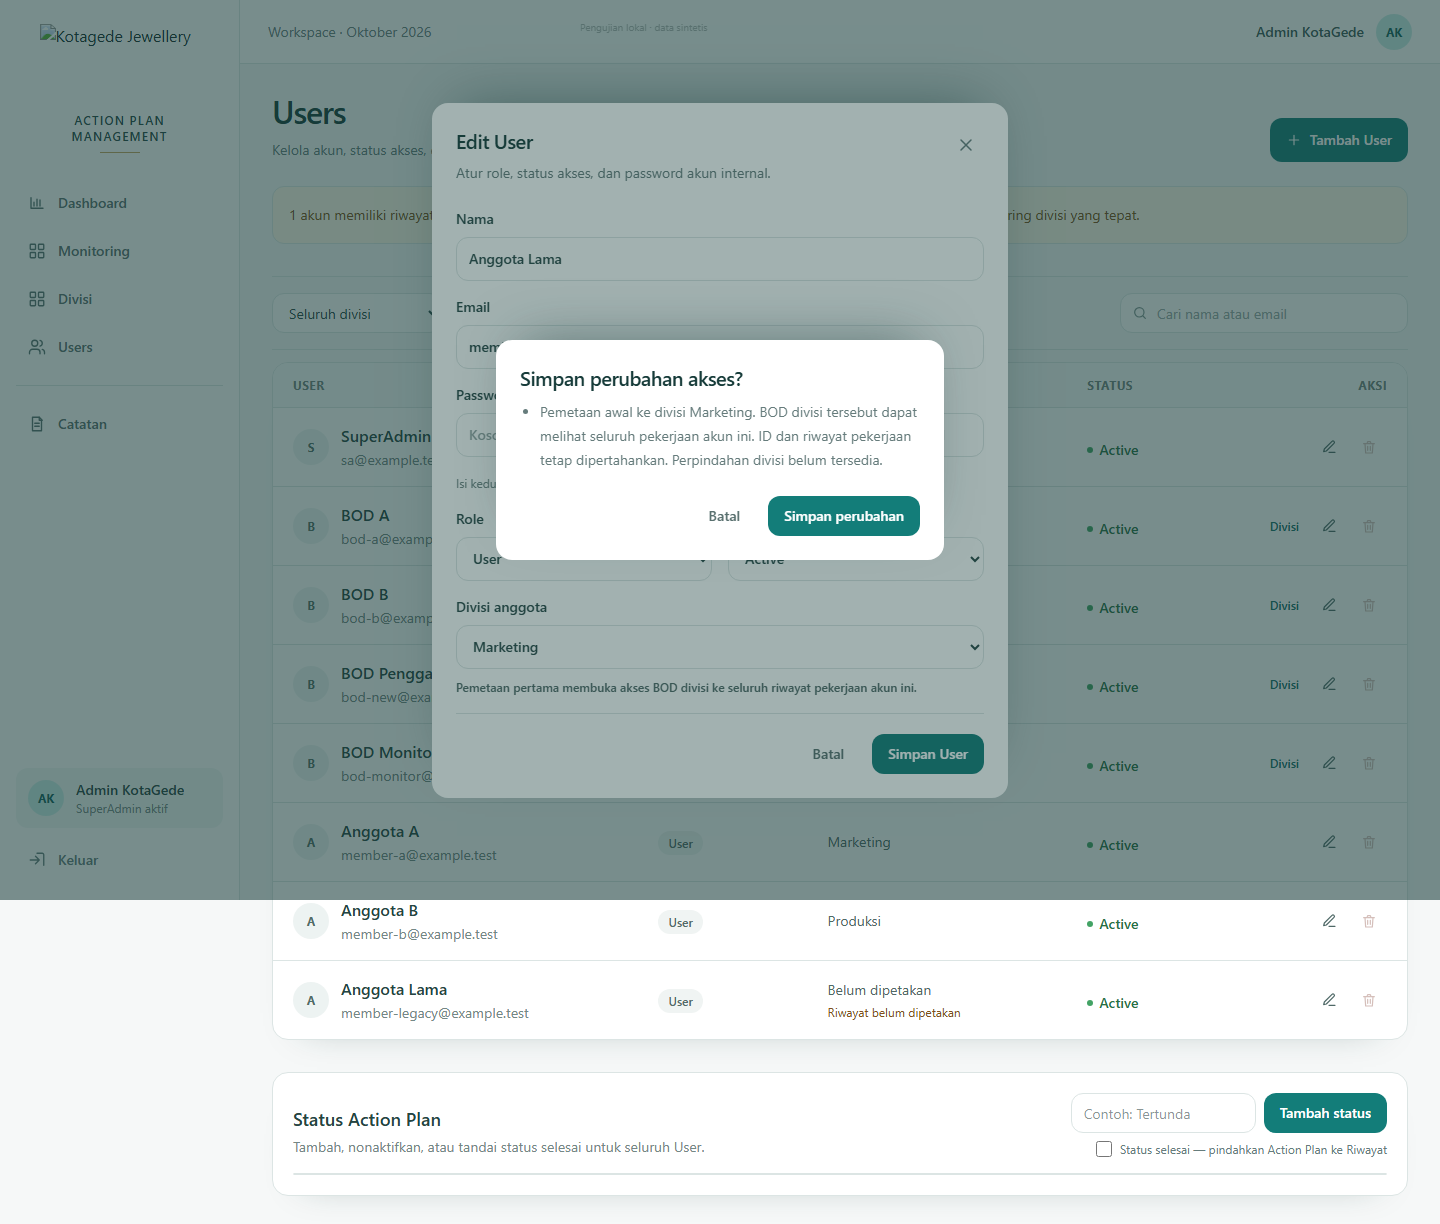 Kotagede Jewellery
ACTION PLAN
MANAGEMENT
Dashboard
Monitoring
Divisi
Users
Catatan
AK
Admin KotaGede
SuperAdmin aktif
Keluar
Workspace · Oktober 2026
Pengujian lokal · data sintetis
Admin KotaGede
AK
Users
Kelola akun, status akses,
Tambah User
1 akun memiliki riwayat
ring divisi yang tepat.
Seluruh divisi
Cari nama atau email
USER
STATUS
AKSI
S
SuperAdmin
sa@example.te
Active
B
BOD A
bod-a@examp
Active
Divisi
B
BOD B
bod-b@examp
Active
Divisi
B
BOD Pengga
bod-new@exa
Active
Divisi
B
BOD Monito
bod-monitor@
Active
Divisi
A
Anggota A
member-a@example.test
User
Marketing
Active
A
Anggota B
member-b@example.test
User
Produksi
Active
A
Anggota Lama
member-legacy@example.test
User
Belum dipetakan
Riwayat belum dipetakan
Active
Edit User
Atur role, status akses, dan password akun internal.
Nama
Anggota Lama
Email
mem
Passwo
Koso
Isi kedu
Role
User
Active
Divisi anggota
Marketing
Pemetaan pertama membuka akses BOD divisi ke seluruh riwayat pekerjaan akun ini.
Batal
Simpan User
Simpan perubahan akses?
Pemetaan awal ke divisi Marketing. BOD divisi tersebut dapat
melihat seluruh pekerjaan akun ini. ID dan riwayat pekerjaan
tetap dipertahankan. Perpindahan divisi belum tersedia.
Batal
Simpan perubahan
Status Action Plan
Tambah, nonaktifkan, atau tandai status selesai untuk seluruh User.
Contoh: Tertunda
Tambah status
Status selesai — pindahkan Action Plan ke Riwayat